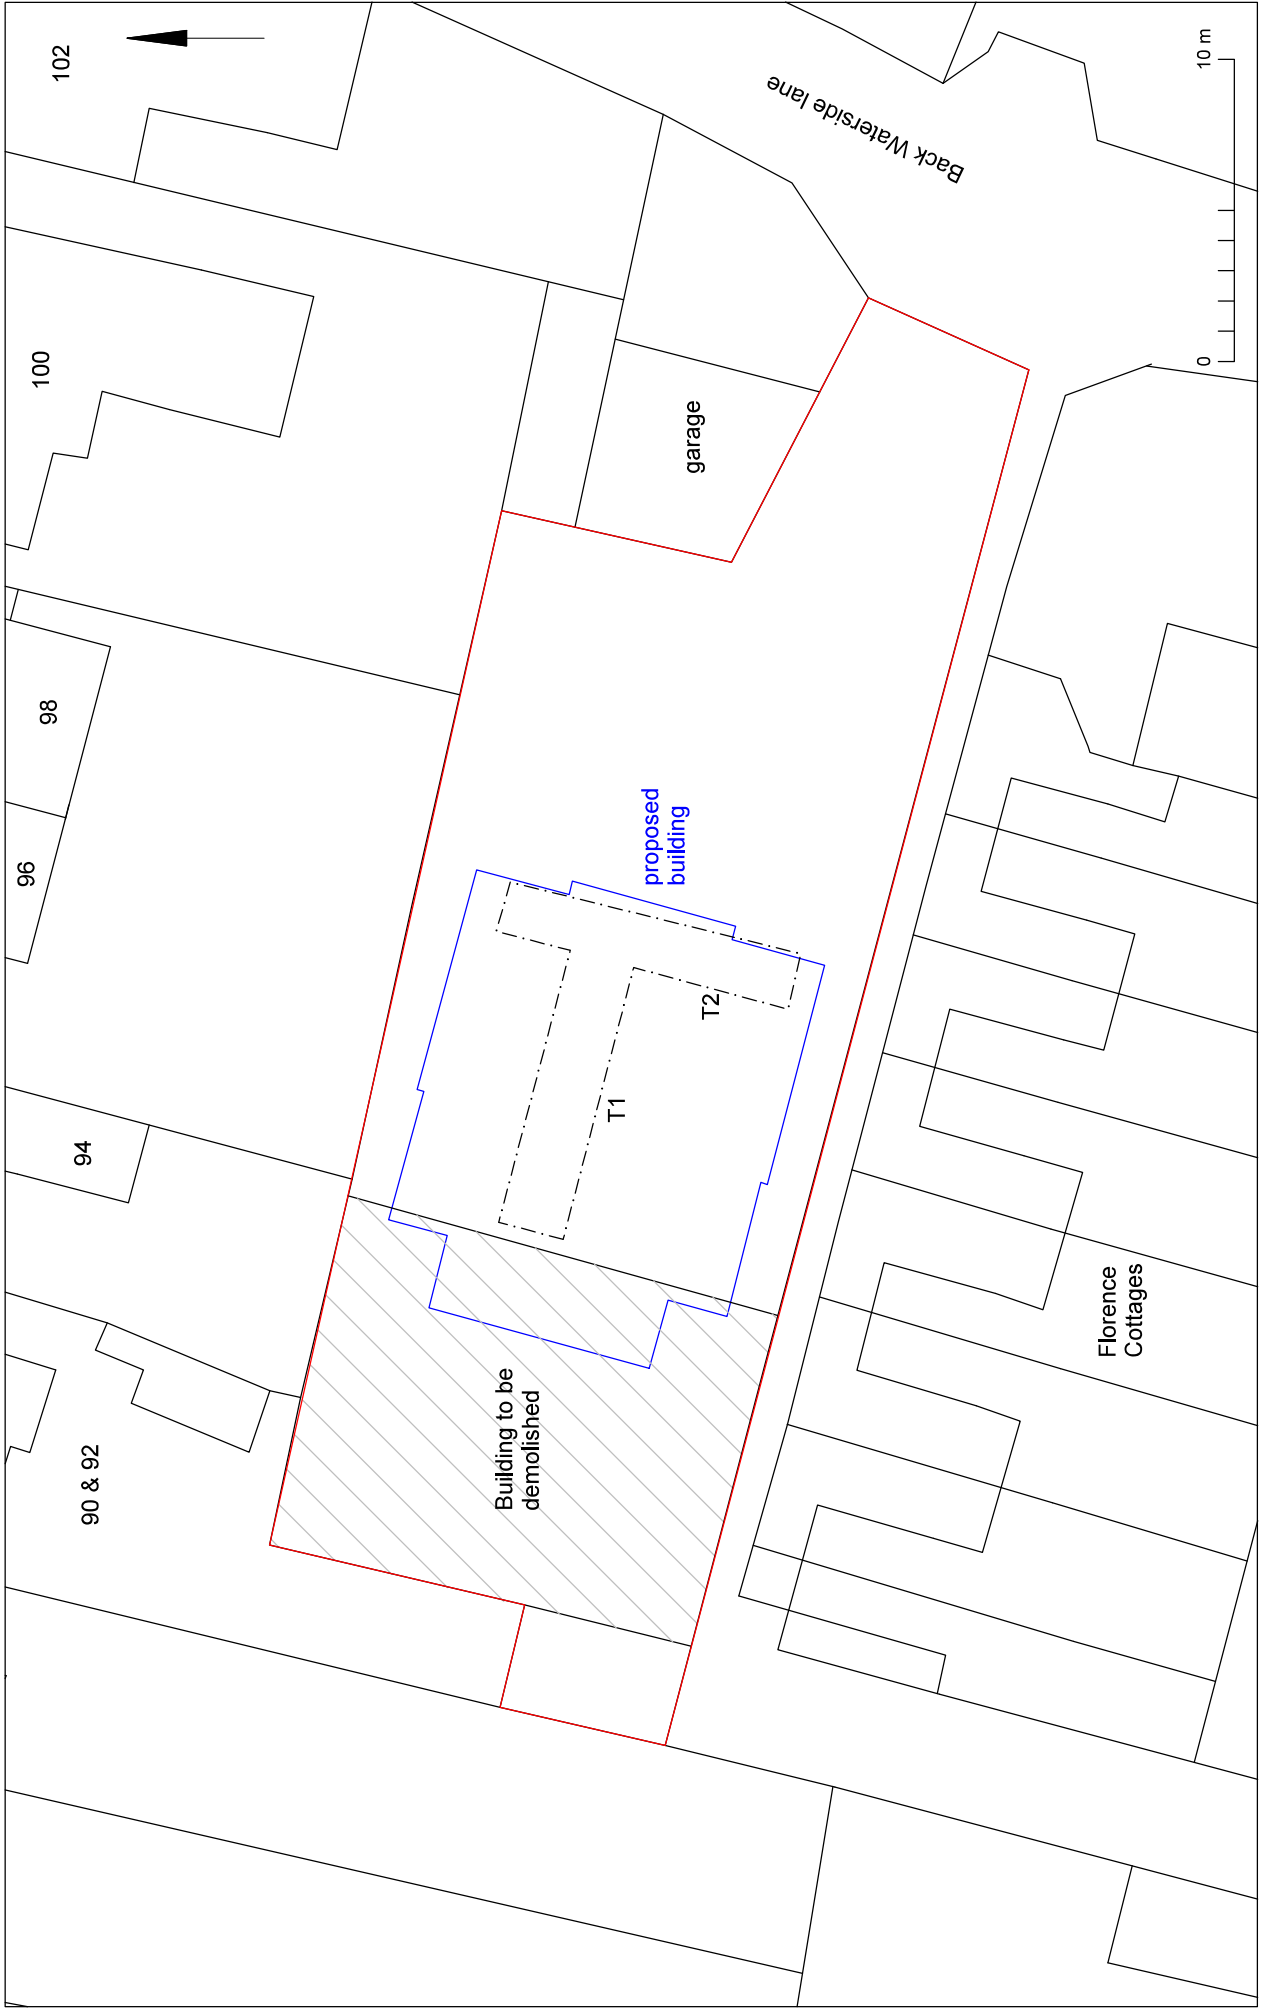 90 & 92
94
96
98
100
102
Building to be
demolished
T1
T2
proposed
building
garage
Back Waterside lane
Florence
Cottages
0
10 m